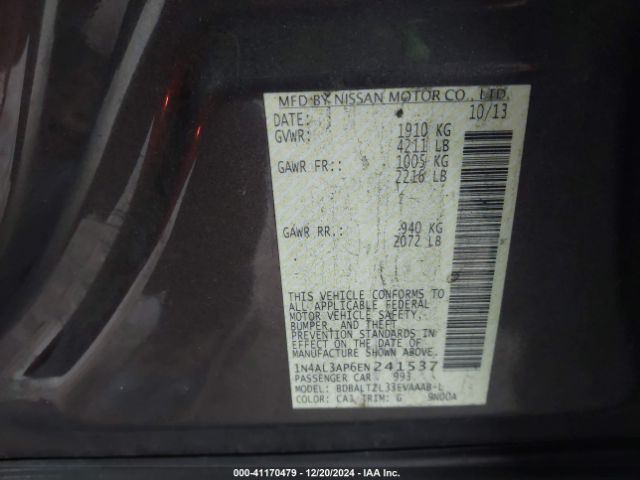 MFD BY NISSAN MOTOR CO., LTD.
DATE: 10/13
GVWR: 1910 KG
4211 LB
GAWR FR: 1005 KG
2216 LB
GAWR RR.: 940 KG
2072 LB
THIS VEHICLE CONFORMS TO
ALL APPLICABLE FEDERAL
MOTOR VEHICLE SAFETY,
BUMPER, AND THEFT
PREVENTION STANDARDS IN
EFFECT ON THE DATE OF
MANUFACTURE SHOWN ABOVE.
1N4AL3AP6EN241537
PASSENGER CAR 993
MODEL: BDBALTZL33EVAAAB-L
COLOR: CAJ TRIM: G 9N00A
000-41170479 — 12/20/2024 — IAA Inc.